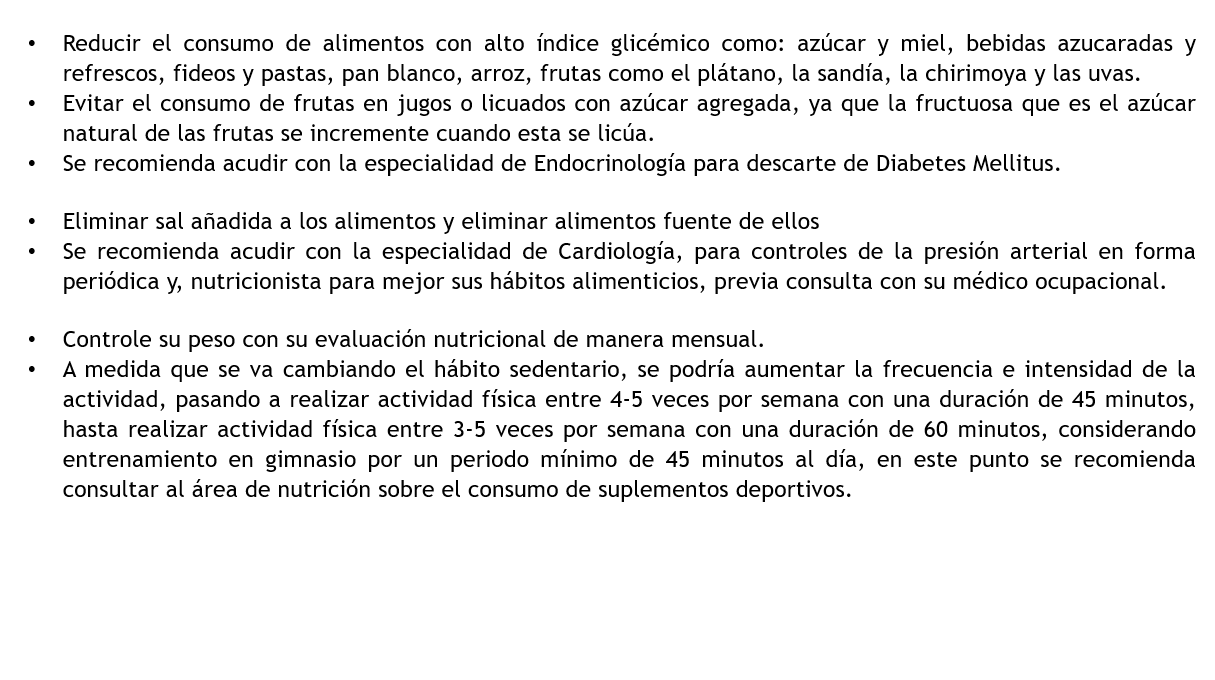 • Reducir el consumo de alimentos con alto índice glicémico como: azúcar y miel, bebidas azucaradas y
refrescos, fideos y pastas, pan blanco, arroz, frutas como el plátano, la sandía, la chirimoya y las uvas.
• Evitar el consumo de frutas en jugos o licuados con azúcar agregada, ya que la fructuosa que es el azúcar
natural de las frutas se incremente cuando esta se licúa.
• Se recomienda acudir con la especialidad de Endocrinología para descarte de Diabetes Mellitus.
• Eliminar sal añadida a los alimentos y eliminar alimentos fuente de ellos
• Se recomienda acudir con la especialidad de Cardiología, para controles de la presión arterial en forma
periódica y, nutricionista para mejor sus hábitos alimenticios, previa consulta con su médico ocupacional.
• Controle su peso con su evaluación nutricional de manera mensual.
• A medida que se va cambiando el hábito sedentario, se podría aumentar la frecuencia e intensidad de la
actividad, pasando a realizar actividad física entre 4-5 veces por semana con una duración de 45 minutos,
hasta realizar actividad física entre 3-5 veces por semana con una duración de 60 minutos, considerando
entrenamiento en gimnasio por un periodo mínimo de 45 minutos al día, en este punto se recomienda
consultar al área de nutrición sobre el consumo de suplementos deportivos.